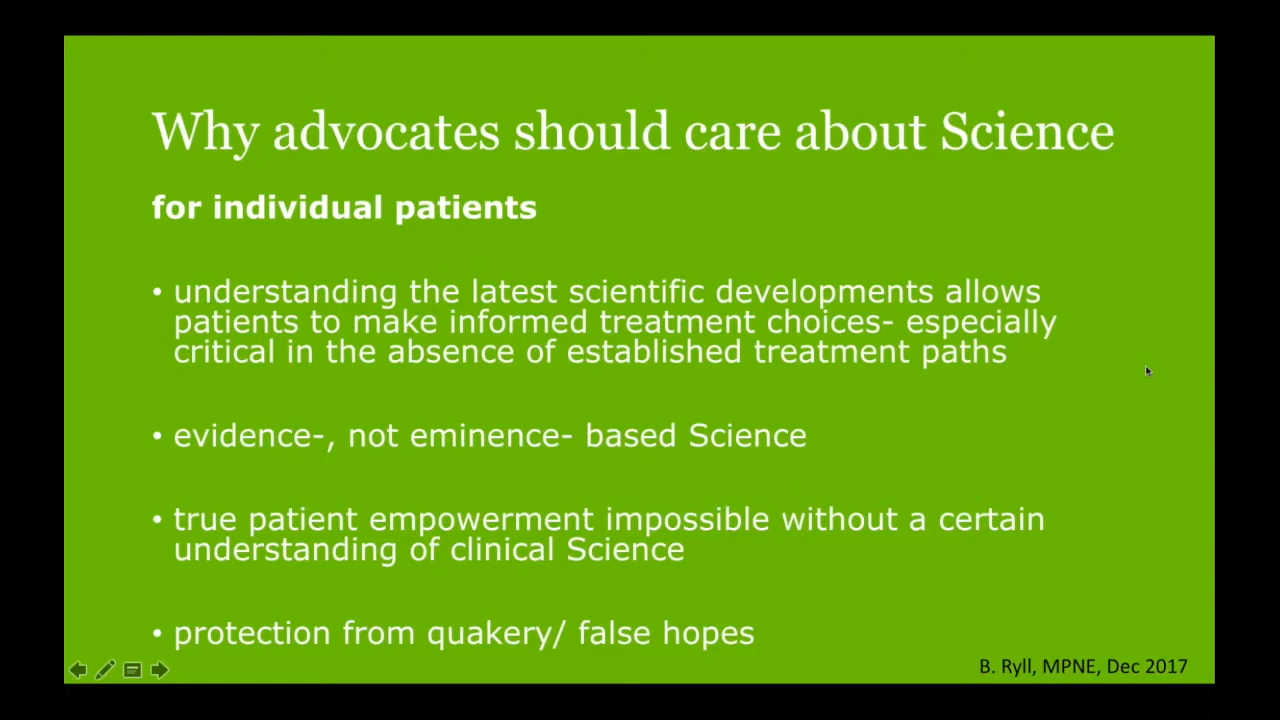 Why advocates should care about Science
for individual patients
• understanding the latest scientific developments allows
patients to make informed treatment choices- especially
critical in the absence of established treatment paths
• evidence-, not eminence- based Science
• true patient empowerment impossible without a certain
understanding of clinical Science
• protection from quakery/ false hopes
B. Ryll, MPNE, Dec 2017